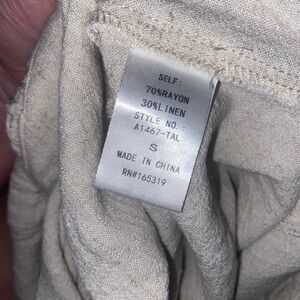 SELF:
70%RAYON
30%LINEN
STYLE NO.:
A1467-TAL
S
MADE IN CHINA
RN#165319